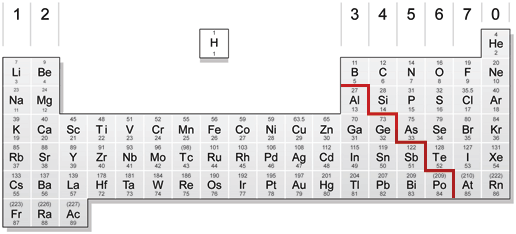 1 2 3 4 5 6 7 0
1 4
H He
1 2
7 9 11 12 14 16 19 20
Li Be B C N O F Ne
3 4 5 6 7 8 9 10
23 24 27 28 31 32 35.5 40
Na Mg Al Si P S Cl Ar
11 12 13 14 15 16 17 18
39 40 45 48 51 52 55 56 59 59 63.5 65 70 73 75 79 80 84
K Ca Sc Ti V Cr Mn Fe Co Ni Cu Zn Ga Ge As Se Br Kr
19 20 21 22 23 24 25 26 27 28 29 30 31 32 33 34 35 36
85 88 89 91 93 96 (98) 101 103 106 108 112 115 119 122 128 127 131
Rb Sr Y Zr Nb Mo Tc Ru Rh Pd Ag Cd In Sn Sb Te I Xe
37 38 39 40 41 42 43 44 45 46 47 48 49 50 51 52 53 54
133 137 139 178 181 184 186 190 192 195 197 201 204 207 209 (209) (210) (222)
Cs Ba La Hf Ta W Re Os Ir Pt Au Hg Tl Pb Bi Po At Rn
55 56 57 72 73 74 75 76 77 78 79 80 81 82 83 84 85 86
(223) (226) (227)
Fr Ra Ac
87 88 89